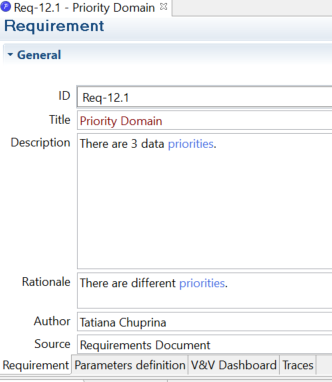 Req-12.1 - Priority Domain
Requirement
General
ID Req-12.1
Title Priority Domain
Description There are 3 data priorities.
Rationale There are different priorities.
Author Tatiana Chuprina
Source Requirements Document
Requirement Parameters definition V&V Dashboard Traces